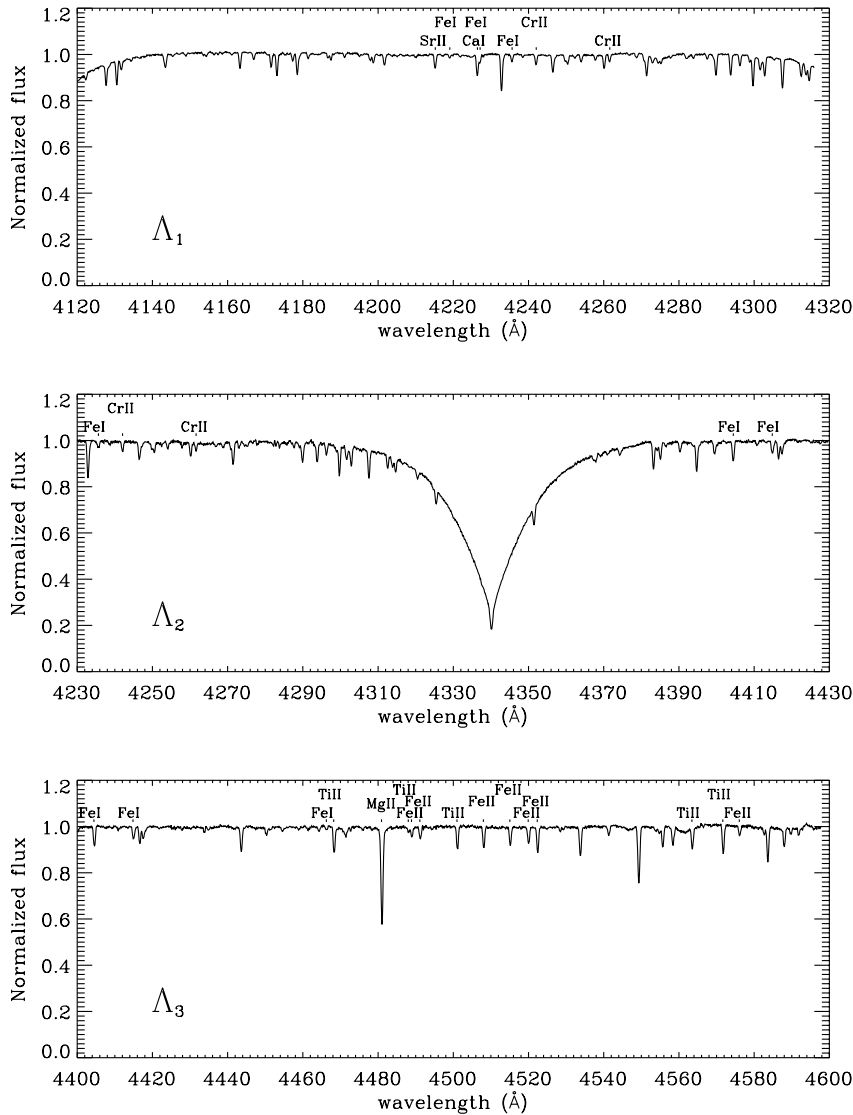 1.2
1.0
0.8
0.6
0.4
0.2
0.0
Normalized flux
FeI FeI CrII
SrII CaI FeI CrII
Λ1
4120 4140 4160 4180 4200 4220 4240 4260 4280 4300 4320
wavelength (Å)
1.2
1.0
0.8
0.6
0.4
0.2
0.0
Normalized flux
CrII
FeI CrII FeI FeI
Λ2
4230 4250 4270 4290 4310 4330 4350 4370 4390 4410 4430
wavelength (Å)
1.2
1.0
0.8
0.6
0.4
0.2
0.0
Normalized flux
TiII FeII
TiII TiII
MgII FeII FeII FeII
FeI FeI FeI FeII TiII FeII TiII FeII
Λ3
4400 4420 4440 4460 4480 4500 4520 4540 4560 4580 4600
wavelength (Å)